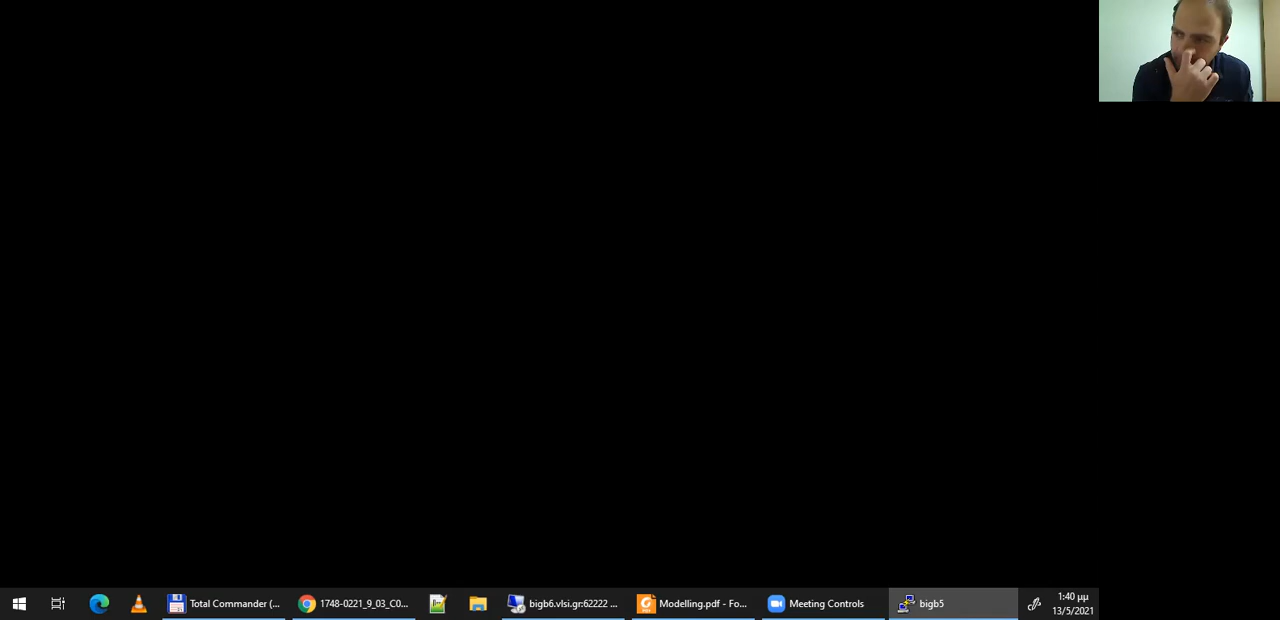 Total Commander (...
1748-0221_9_03_C0...
bigb6.vlsi.gr:62222 ...
Modelling.pdf - Fo...
Meeting Controls
bigb5
1:40 μμ
13/5/2021